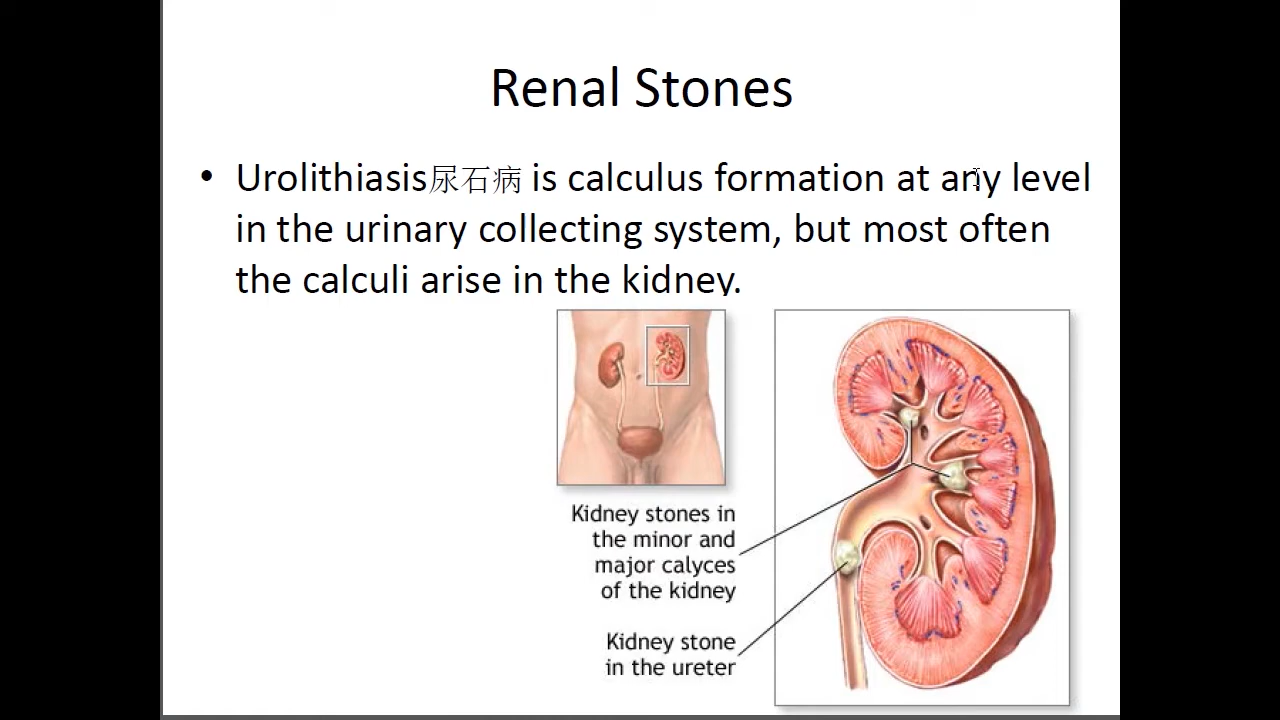 Renal Stones
• Urolithiasis尿石病 is calculus formation at any level
in the urinary collecting system, but most often
the calculi arise in the kidney.
Kidney stones in
the minor and
major calyces
of the kidney
Kidney stone
in the ureter